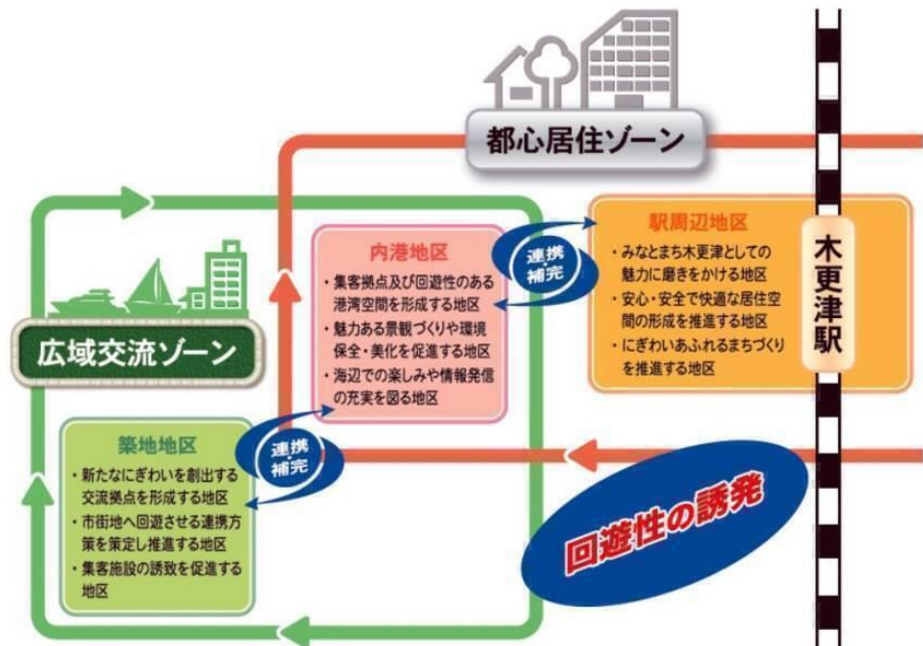 都心居住ゾーン
広域交流ゾーン
内港地区
・集客拠点及び回遊性のある
港湾空間を形成する地区
・魅力ある景観づくりや環境
保全・美化を促進する地区
・海辺での楽しみや情報発信
の充実を図る地区
連携・補完
駅周辺地区
・みなとまち木更津としての
魅力に磨きをかける地区
・安心・安全で快適な居住空
間の形成を推進する地区
・にぎわいあふれるまちづくり
を推進する地区
木更津駅
築地地区
・新たなにぎわいを創出する
交流拠点を形成する地区
・市街地へ回遊させる連携方
策を策定し推進する地区
・集客施設の誘致を促進する
地区
連携・補完
回遊性の誘発